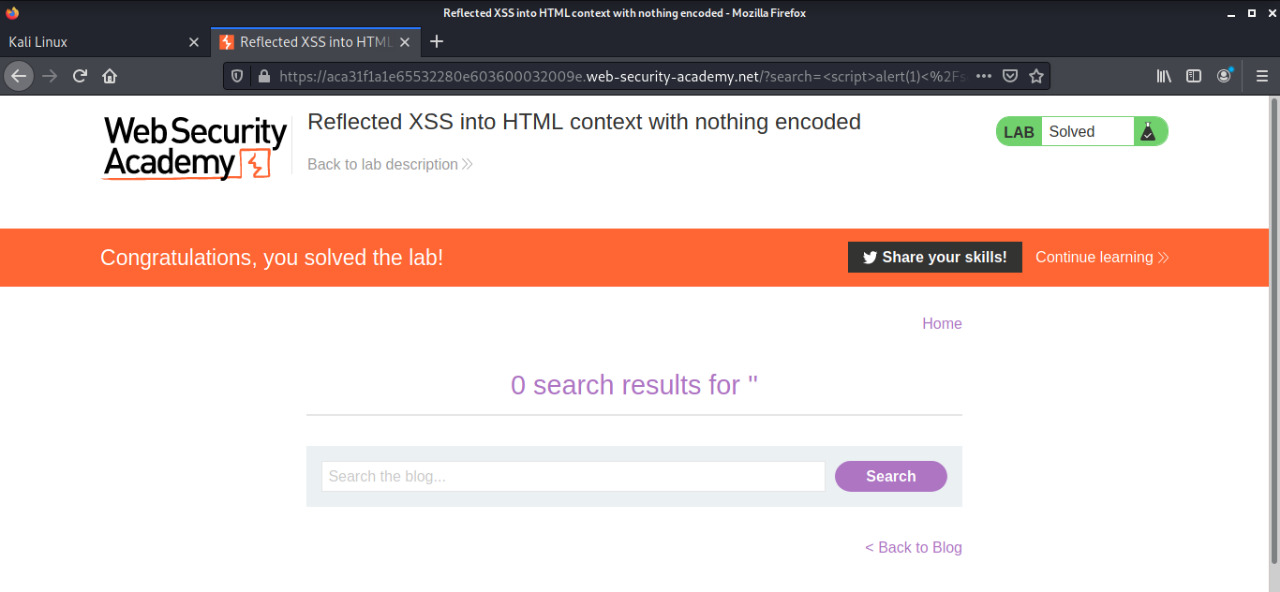 Reflected XSS into HTML context with nothing encoded - Mozilla Firefox
Kali Linux
Reflected XSS into HTML
https://aca31f1a1e65532280e603600032009e.web-security-academy.net/?search=<script>alert(1)<%2Fs
Web Security
Academy
Reflected XSS into HTML context with nothing encoded
Back to lab description
LAB Solved
Congratulations, you solved the lab!
Share your skills!
Continue learning
Home
0 search results for ''
Search the blog...
Search
< Back to Blog